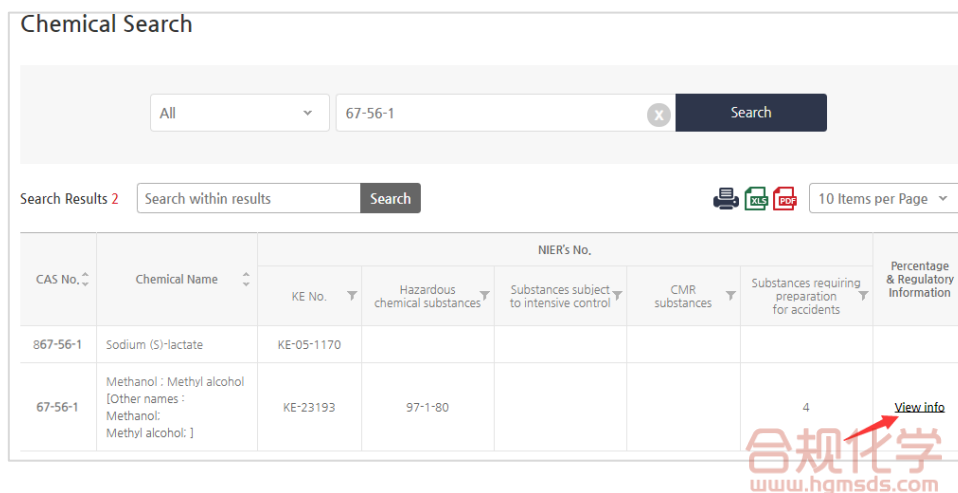 Chemical Search
All
67-56-1
X
Search
Search Results 2
Search within results
Search
XLS
PDF
10 Items per Page
CAS No.
Chemical Name
NIER's No.
Percentage
& Regulatory
Information
KE No.
Hazardous
chemical substances
Substances subject
to intensive control
CMR
substances
Substances requiring
preparation
for accidents
867-56-1
Sodium (S)-lactate
KE-05-1170
67-56-1
Methanol ; Methyl alcohol
[Other names :
Methanol;
Methyl alcohol; ]
KE-23193
97-1-80
4
View info
合规化学
www.hgmsds.com